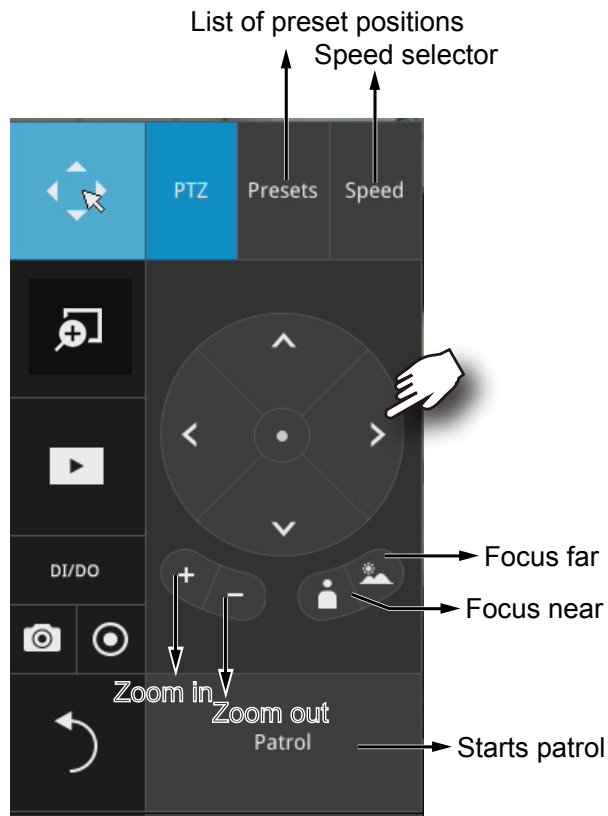 List of preset positions
Speed selector
PTZ
Presets
Speed
DI/DO
Focus far
Focus near
Zoom in
Zoom out
Patrol
Starts patrol